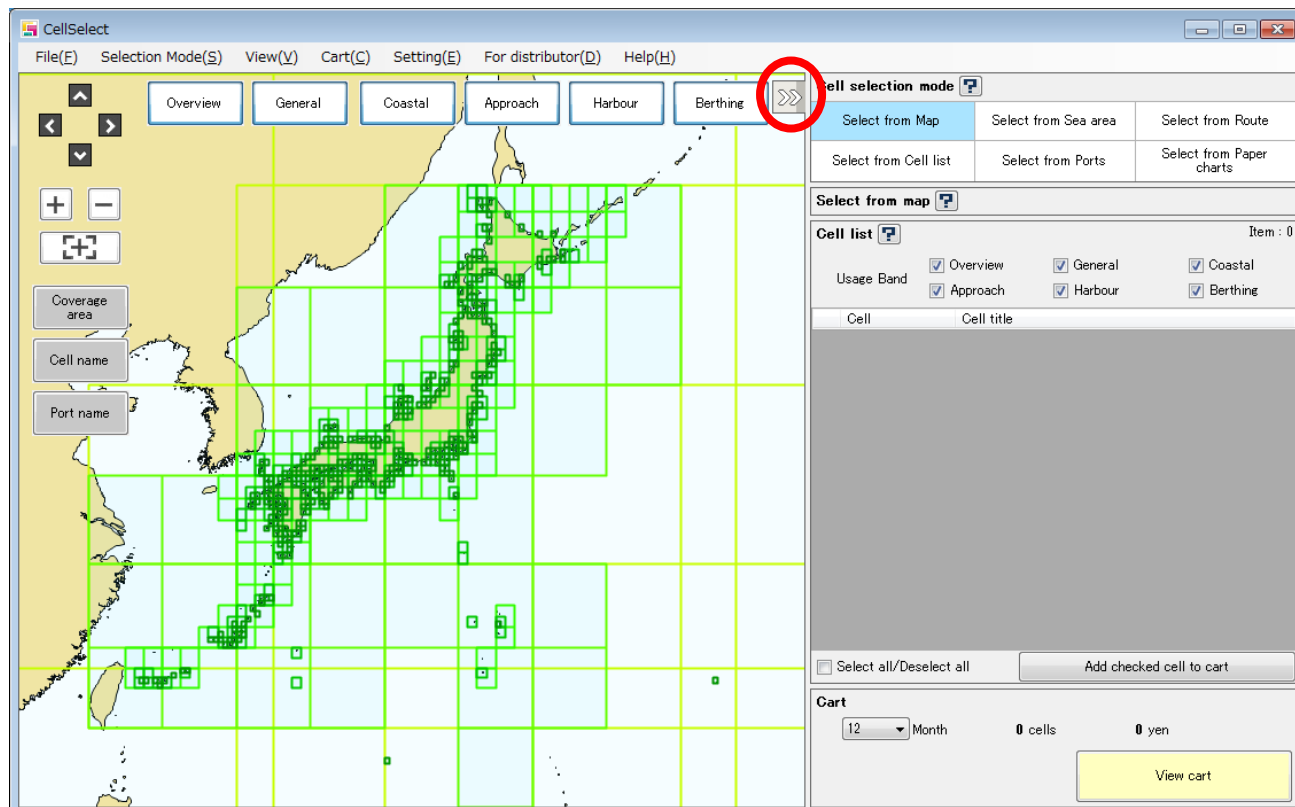 CellSelect
File(F) Selection Mode(S) View(V) Cart(C) Setting(E) For distributor(D) Help(H)
Overview General Coastal Approach Harbour Berthing
Coverage
area
Cell name
Port name
Cell selection mode ?
Select from Map Select from Sea area Select from Route
Select from Cell list Select from Ports Select from Paper
charts
Select from map ?
Cell list ? Item : 0
Usage Band Overview General Coastal
Approach Harbour Berthing
Cell Cell title
Select all/Deselect all Add checked cell to cart
Cart
12 Month 0 cells 0 yen
View cart